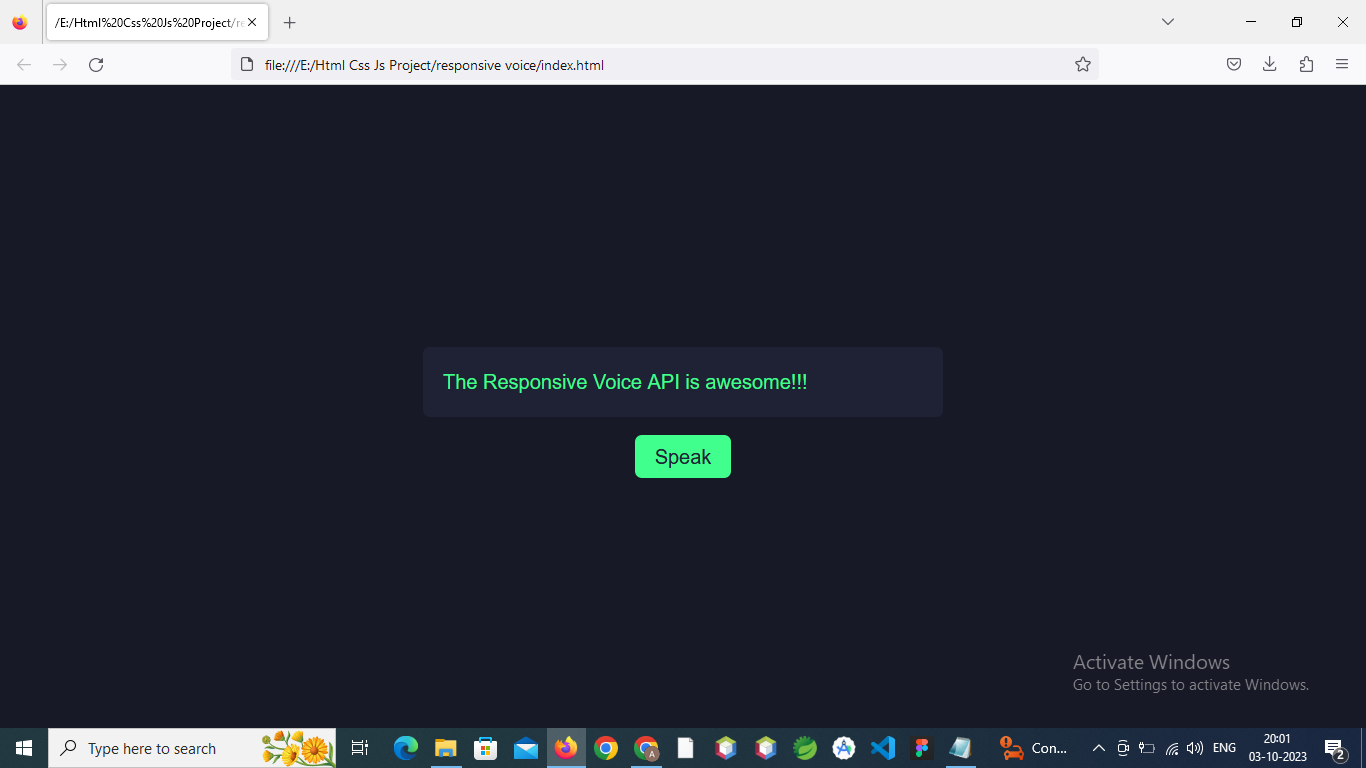 /E:/Html%20Css%20Js%20Project/re
file:///E:/Html Css Js Project/responsive voice/index.html
The Responsive Voice API is awesome!!!
Speak
Activate Windows
Go to Settings to activate Windows.
Type here to search
A
Con...
ENG
20:01
03-10-2023
2